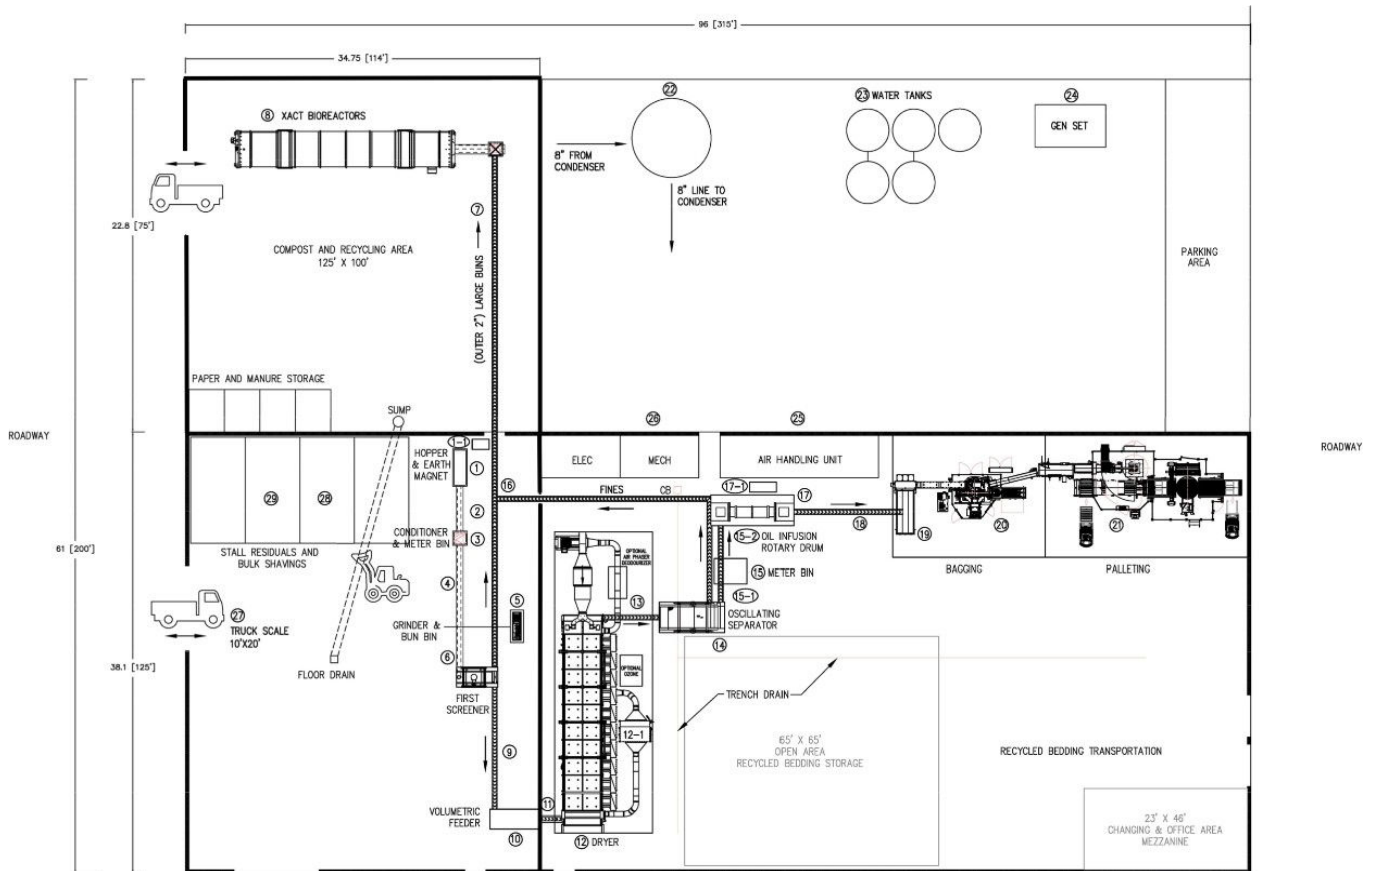 96 [315']
34.75 [114']
8 XACT BIOREACTORS
22
23 WATER TANKS
24
GEN SET
8" FROM
CONDENSER
8" LINE TO
CONDENSER
7
22.8 [75']
COMPOST AND RECYCLING AREA
125' X 100'
PARKING
AREA
(OUTER 2") LARGE BUNS
PAPER AND MANURE STORAGE
SUMP
26
25
ROADWAY
ROADWAY
HOPPER
& EARTH
MAGNET
1
ELEC
MECH
AIR HANDLING UNIT
16
FINES
CB
17-1
17
29
28
2
18
19
20
21
CONDITIONER
& METER BIN
3
15-2 OIL INFUSION
ROTARY DRUM
61 [200']
STALL RESIDUALS AND
BULK SHAVINGS
OPTIONAL
AIR PHASER
DEODOURIZER
BAGGING
PALLETING
4
15 METER BIN
5
13
15-1
27
TRUCK SCALE
10'X20'
GRINDER &
BUN BIN
OSCILLATING
SEPARATOR
14
6
38.1 [125']
FLOOR DRAIN
OPTIONAL
OZONE
FIRST
SCREENER
TRENCH DRAIN
12-1
9
65' X 65'
OPEN AREA
RECYCLED BEDDING STORAGE
RECYCLED BEDDING TRANSPORTATION
11
VOLUMETRIC
FEEDER
10
12 DRYER
23' X 46'
CHANGING & OFFICE AREA
MEZZANINE